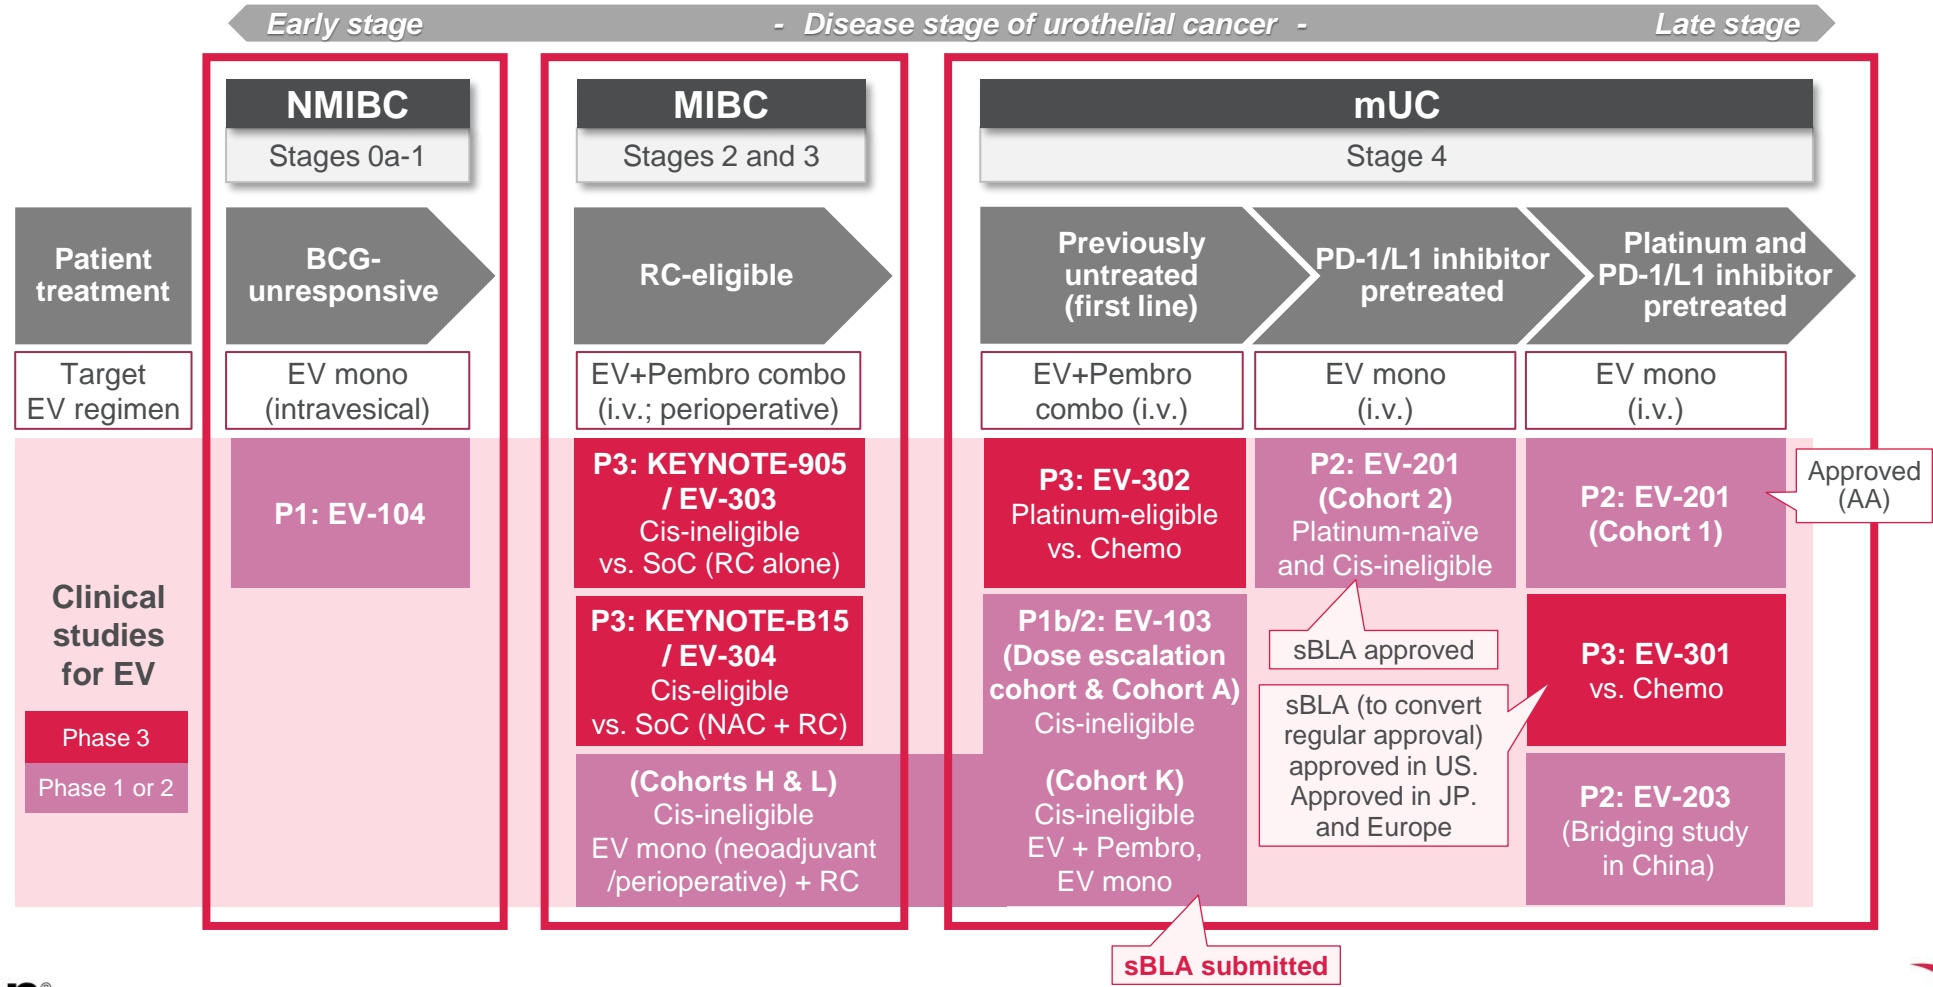 Early stage - Disease stage of urothelial cancer - Late stage
NMIBC
Stages 0a-1
MIBC
Stages 2 and 3
mUC
Stage 4
Patient
treatment
BCG-
unresponsive
RC-eligible
Previously
untreated
(first line)
PD-1/L1 inhibitor
pretreated
Platinum and
PD-1/L1 inhibitor
pretreated
Target
EV regimen
EV mono
(intravesical)
EV+Pembro combo
(i.v.; perioperative)
EV+Pembro
combo (i.v.)
EV mono
(i.v.)
EV mono
(i.v.)
Clinical
studies
for EV
Phase 3
Phase 1 or 2
P1: EV-104
P3: KEYNOTE-905
/ EV-303
Cis-ineligible
vs. SoC (RC alone)
P3: KEYNOTE-B15
/ EV-304
Cis-eligible
vs. SoC (NAC + RC)
(Cohorts H & L)
Cis-ineligible
EV mono (neoadjuvant
/perioperative) + RC
P3: EV-302
Platinum-eligible
vs. Chemo
P1b/2: EV-103
(Dose escalation
cohort & Cohort A)
Cis-ineligible
(Cohort K)
Cis-ineligible
EV + Pembro,
EV mono
sBLA submitted
P2: EV-201
(Cohort 2)
Platinum-naïve
and Cis-ineligible
sBLA approved
sBLA (to convert
regular approval)
approved in US.
Approved in JP.
and Europe
P2: EV-201
(Cohort 1)
Approved
(AA)
P3: EV-301
vs. Chemo
P2: EV-203
(Bridging study
in China)